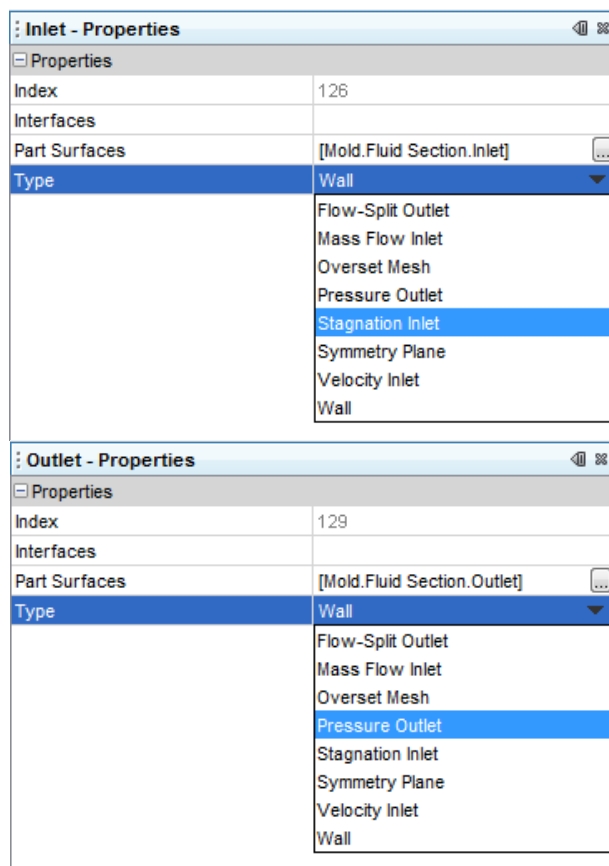 Inlet - Properties
Properties
Index 126
Interfaces
Part Surfaces [Mold.Fluid Section.Inlet] ...
Type Wall
Flow-Split Outlet
Mass Flow Inlet
Overset Mesh
Pressure Outlet
Stagnation Inlet
Symmetry Plane
Velocity Inlet
Wall
Outlet - Properties
Properties
Index 129
Interfaces
Part Surfaces [Mold.Fluid Section.Outlet] ...
Type Wall
Flow-Split Outlet
Mass Flow Inlet
Overset Mesh
Pressure Outlet
Stagnation Inlet
Symmetry Plane
Velocity Inlet
Wall